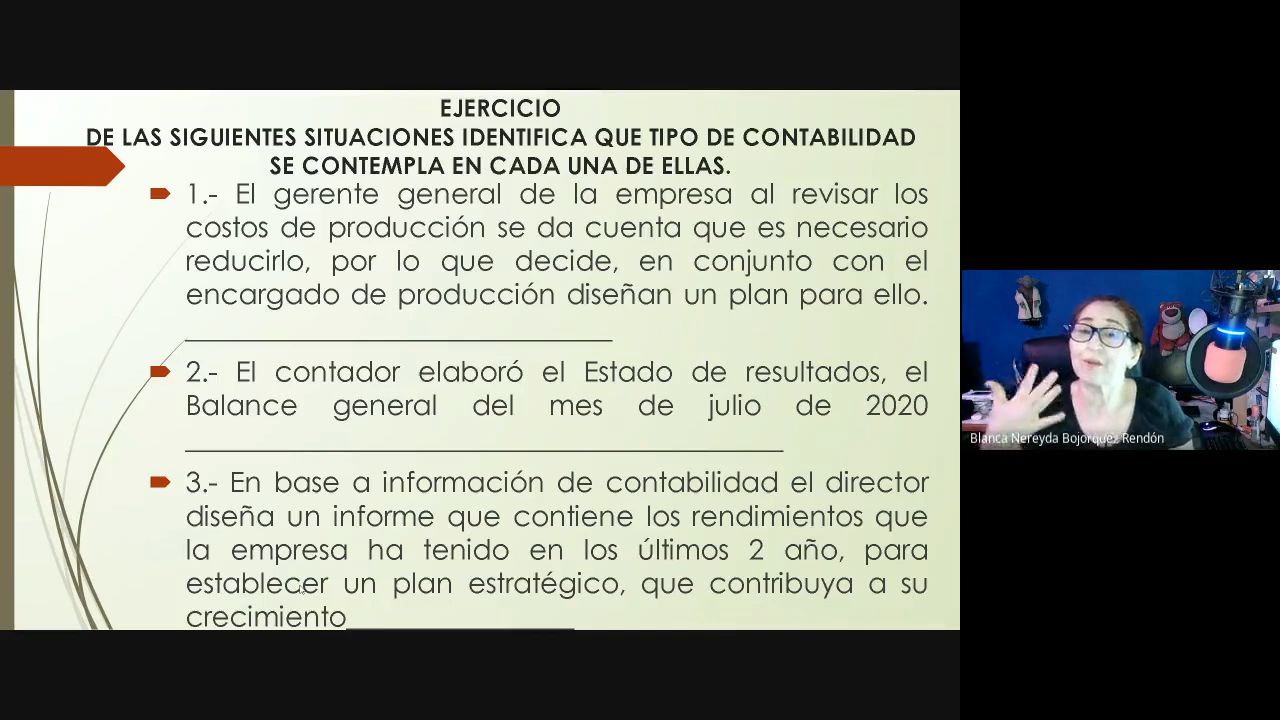 EJERCICIO
DE LAS SIGUIENTES SITUACIONES IDENTIFICA QUE TIPO DE CONTABILIDAD
SE CONTEMPLA EN CADA UNA DE ELLAS.
1.- El gerente general de la empresa al revisar los
costos de producción se da cuenta que es necesario
reducirlo, por lo que decide, en conjunto con el
encargado de producción diseñan un plan para ello.
2.- El contador elaboró el Estado de resultados, el
Balance general del mes de julio de 2020
3.- En base a información de contabilidad el director
diseña un informe que contiene los rendimientos que
la empresa ha tenido en los últimos 2 año, para
establecer un plan estratégico, que contribuya a su
crecimiento
Blanca Nereyda Bojorquez Rendón